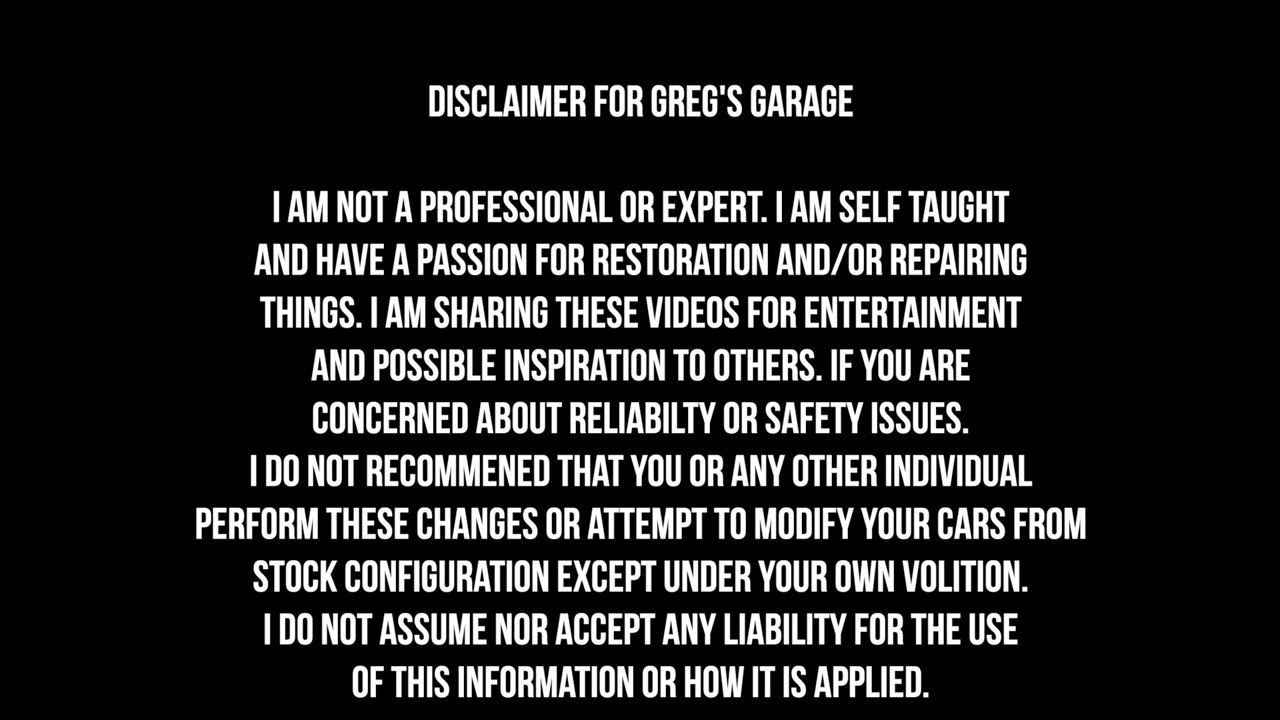 DISCLAIMER FOR GREG'S GARAGE
I AM NOT A PROFESSIONAL OR EXPERT. I AM SELF TAUGHT
AND HAVE A PASSION FOR RESTORATION AND/OR REPAIRING
THINGS. I AM SHARING THESE VIDEOS FOR ENTERTAINMENT
AND POSSIBLE INSPIRATION TO OTHERS. IF YOU ARE
CONCERNED ABOUT RELIABILTY OR SAFETY ISSUES.
I DO NOT RECOMMENED THAT YOU OR ANY OTHER INDIVIDUAL
PERFORM THESE CHANGES OR ATTEMPT TO MODIFY YOUR CARS FROM
STOCK CONFIGURATION EXCEPT UNDER YOUR OWN VOLITION.
I DO NOT ASSUME NOR ACCEPT ANY LIABILITY FOR THE USE
OF THIS INFORMATION OR HOW IT IS APPLIED.